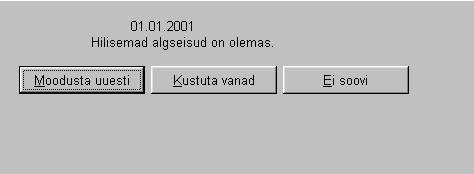 01.01.2001
Hilisemad algseisud on olemas.
Moodusta uuesti Kustuta vanad Ei soovi